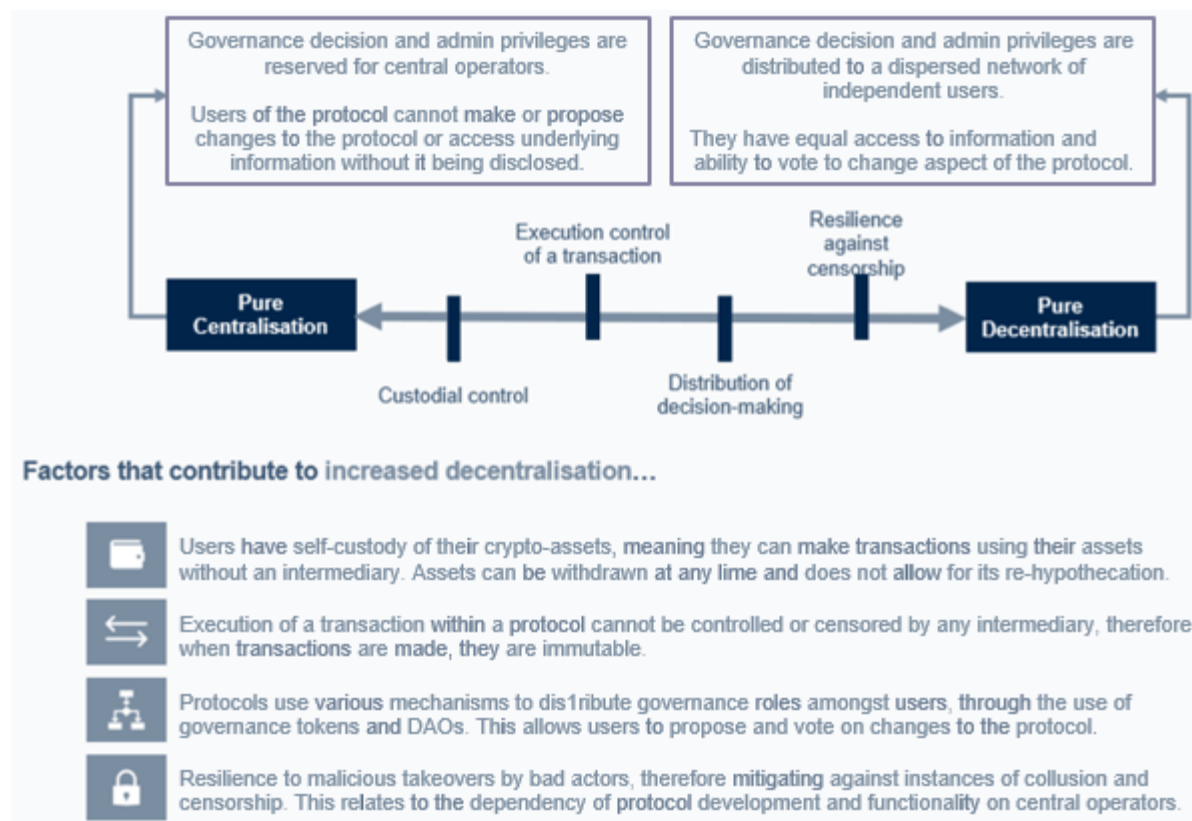 Governance decision and admin privileges are
reserved for central operators.
Users of the protocol cannot make or propose
changes to the protocol or access underlying
information without it being disclosed.
Governance decision and admin privileges are
distributed to a dispersed network of
independent users.
They have equal access to information and
ability to vote to change aspect of the protocol.
Execution control
of a transaction
Resilience
against
censorship
Pure
Centralisation
Pure
Decentralisation
Custodial control
Distribution of
decision-making
Factors that contribute to increased decentralisation...
Users have self-custody of their crypto-assets, meaning they can make transactions using their assets
without an intermediary. Assets can be withdrawn at any lime and does not allow for its re-hypothecation.
Execution of a transaction within a protocol cannot be controlled or censored by any intermediary, therefore
when transactions are made, they are immutable.
Protocols use various mechanisms to dis1ribute governance roles amongst users, through the use of
governance tokens and DAOs. This allows users to propose and vote on changes to the protocol.
Resilience to malicious takeovers by bad actors, therefore mitigating against instances of collusion and
censorship. This relates to the dependency of protocol development and functionality on central operators.